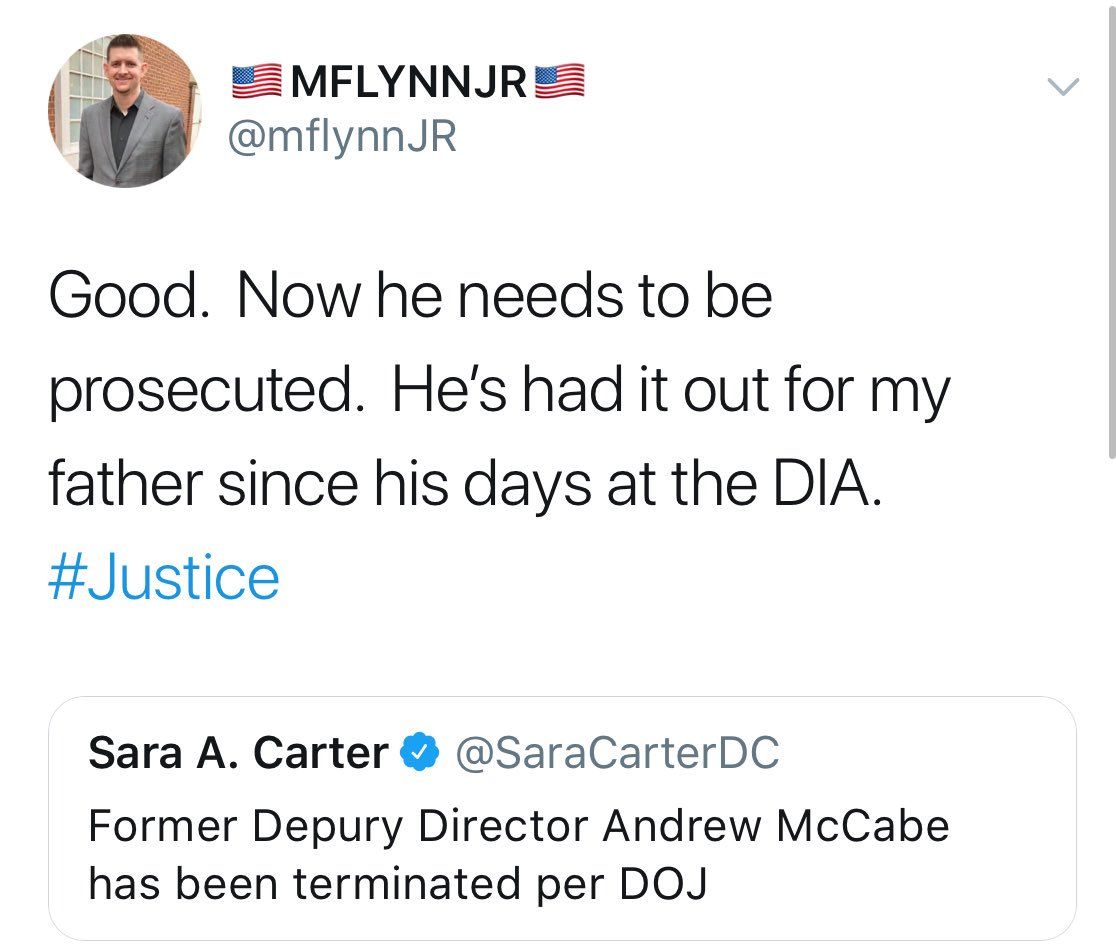 🇺🇸MFLYNNJR🇺🇸
@mflynnJR
Good.  Now he needs to be
prosecuted.  He’s had it out for my
father since his days at the DIA.
#Justice
Sara A. Carter @SaraCarterDC
Former Depury Director Andrew McCabe
has been terminated per DOJ